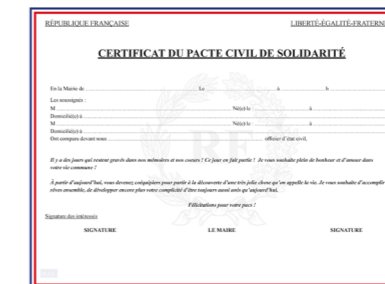 RÉPUBLIQUE FRANÇAISE LIBERTÉ-ÉGALITÉ-FRATERNI
CERTIFICAT DU PACTE CIVIL DE SOLIDARITÉ
En la Mairie de Le à h
Les soussignés :
M Né(e) le à
Domicilié(e) à
M Né(e) le à
Domicilié(e) à
Ont comparu devant nous officier d'état civil.
Il y a des jours qui restent gravés dans nos mémoires et nos cœurs ! Ce jour en fait partie ! Je vous souhaite plein de bonheur et d'amour dans
votre vie commune !
À partir d'aujourd'hui, vous devenez coéquipiers pour partir à la découverte d'une très jolie chose qu'on appelle la vie. Je vous souhaite d'accomplir
rêves ensemble, de développer encore plus votre complicité d'être toujours aussi unis qu'aujourd'hui.
Félicitations pour votre pacs !
Signature des intéressés
SIGNATURE LE MAIRE SIGNATURE
RF